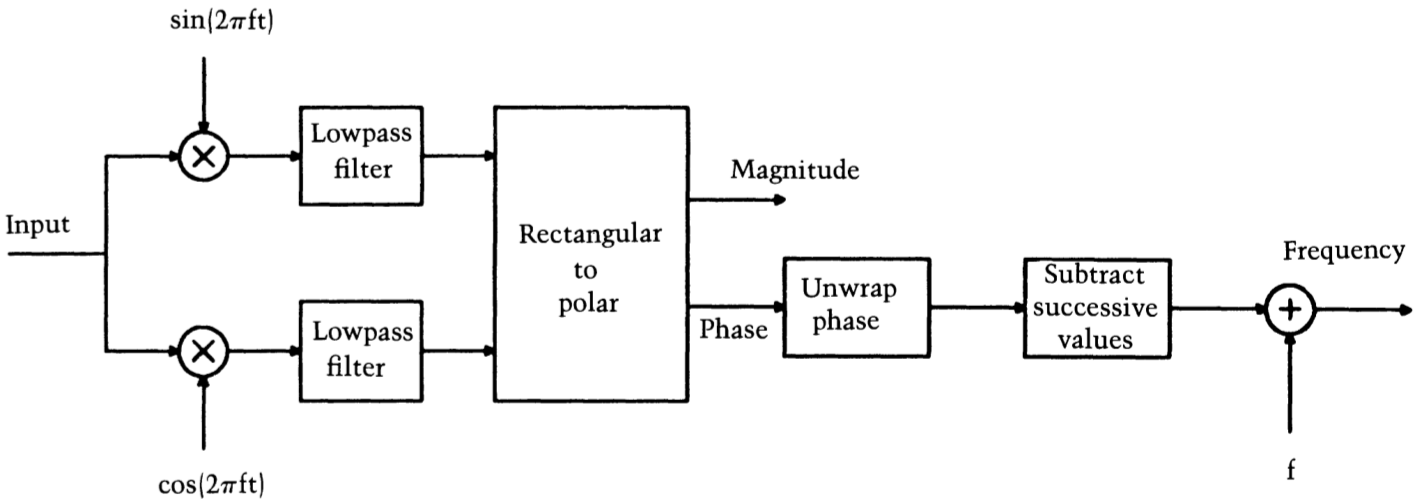 sin(2πft)
Lowpass
filter
Input
Lowpass
filter
cos(2πft)
Rectangular
to
polar
Magnitude
Phase
Unwrap
phase
Subtract
successive
values
Frequency
+
f